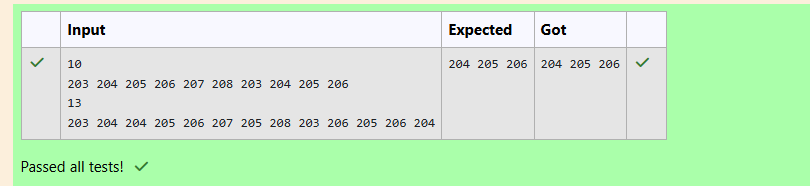 Input Expected Got
10 204 205 206 204 205 206
203 204 205 206 207 208 203 204 205 206
13
203 204 204 205 206 207 205 208 203 206 205 206 204
Passed all tests!